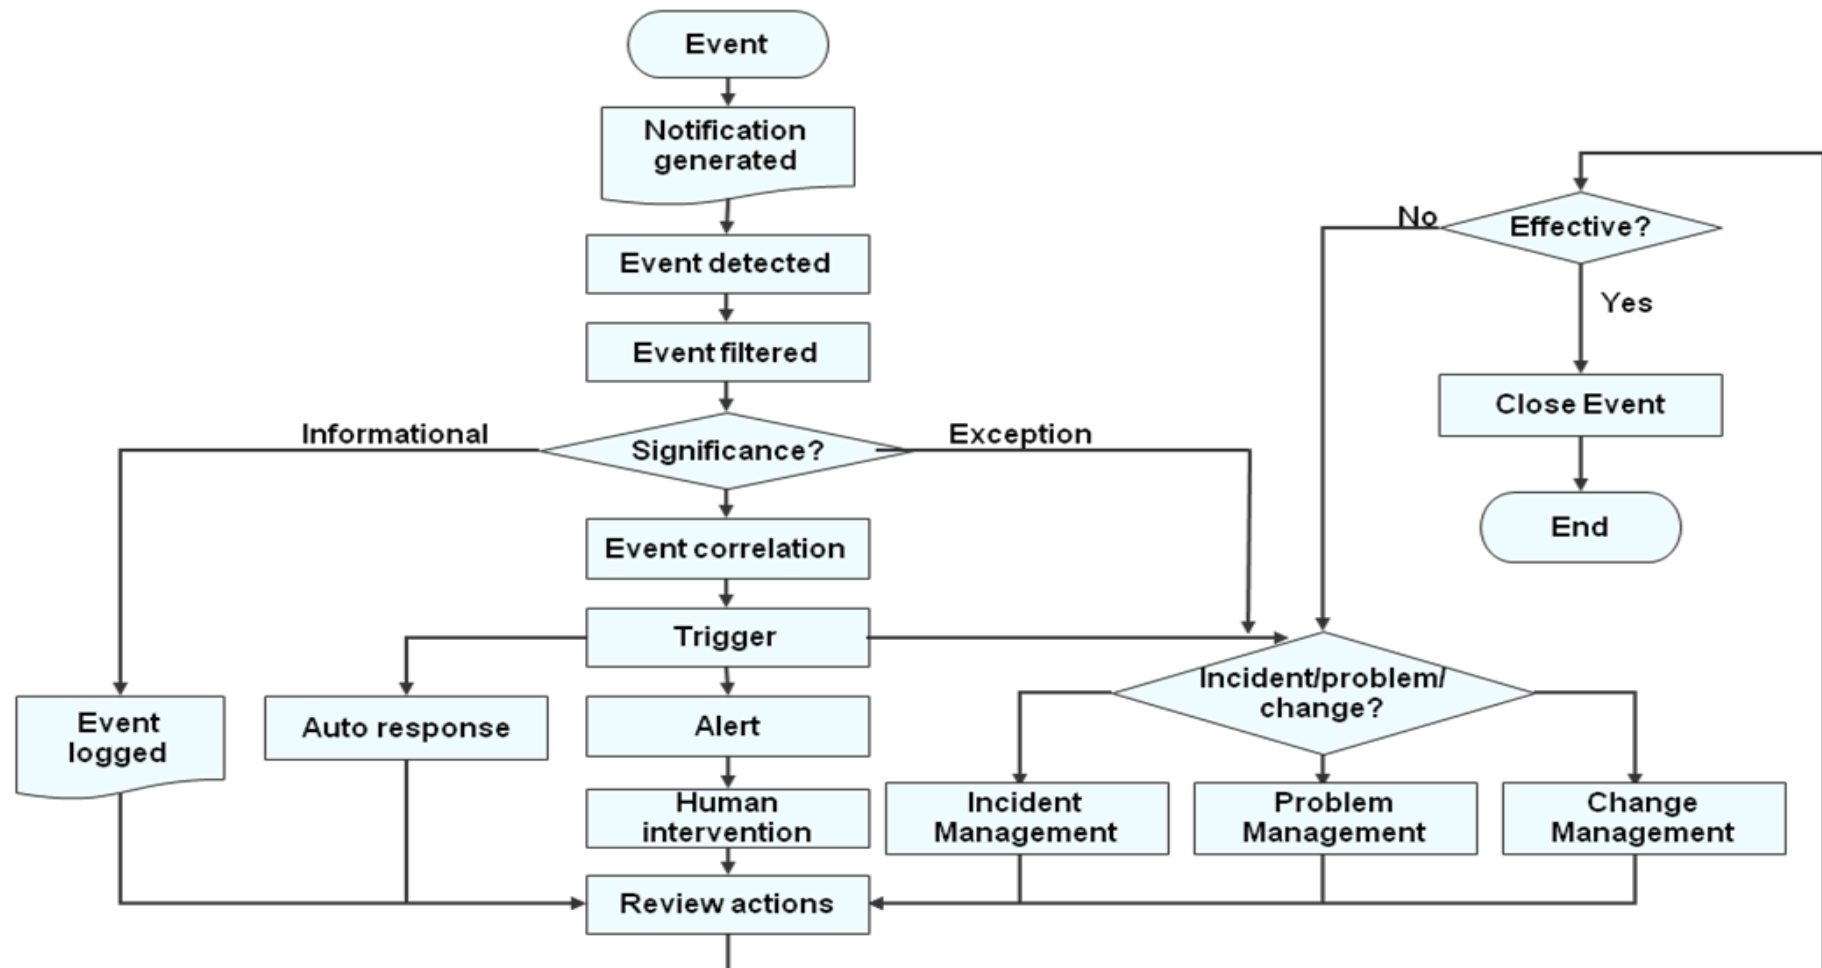 Event
Notification
generated
Event detected
Event filtered
Informational
Significance?
Exception
Event correlation
Trigger
Event
logged
Auto response
Alert
Human
intervention
Review actions
No
Effective?
Yes
Close Event
End
Incident/problem/
change?
Incident
Management
Problem
Management
Change
Management